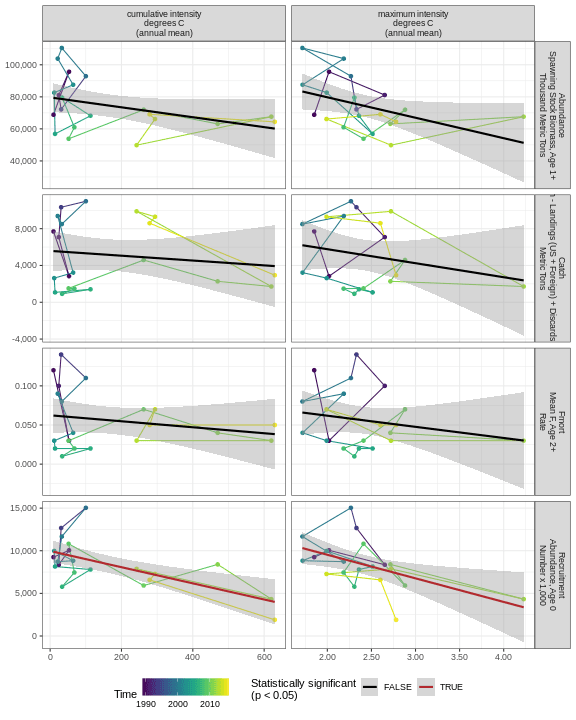 cumulative intensity
degrees C
(annual mean)
maximum intensity
degrees C
(annual mean)
100,000
80,000
60,000
40,000
Abundance
Spawning Stock Biomass, Age 1+
Thousand Metric Tons
8,000
4,000
0
-4,000
Catch
- Landings (US + Foreign) + Discards
Metric Tons
0.100
0.050
0.000
Fmort
Mean F, Age 2+
Rate
15,000
10,000
5,000
0
Recruitment
Abundance, Age 0
Number x 1,000
0 200 400 600
2.00 2.50 3.00 3.50 4.00
Time
1990 2000 2010
Statistically significant
(p < 0.05)
FALSE
TRUE